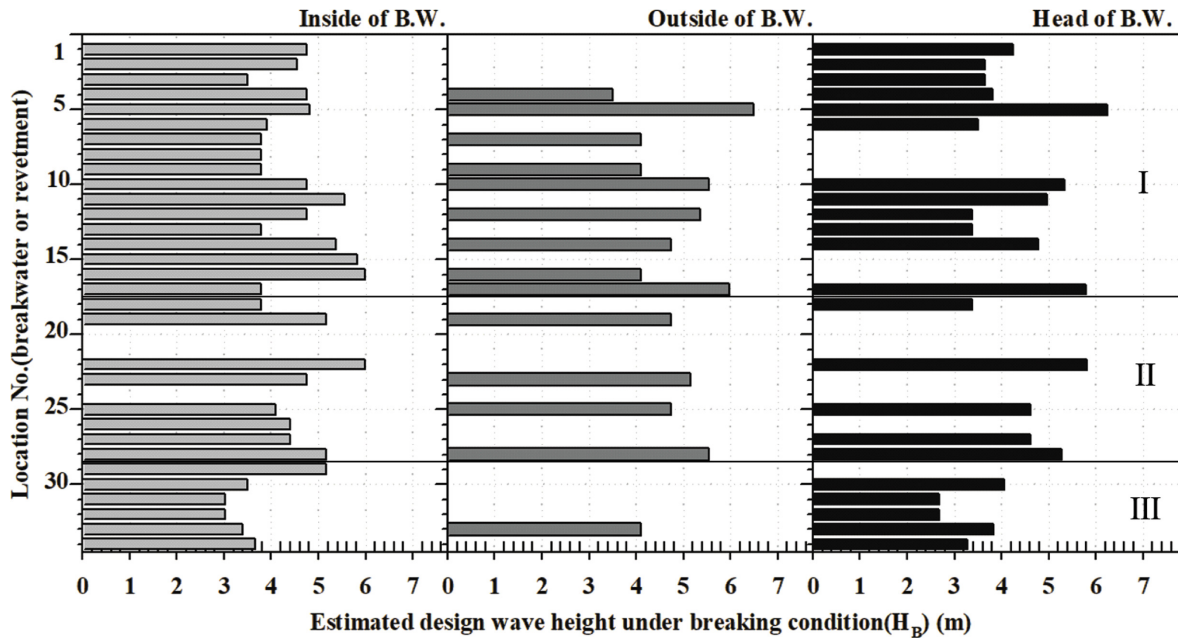 Inside of B.W. Outside of B.W. Head of B.W.
Location No.(breakwater or revetment)
1
5
10
15
20
25
30
I
II
III
0 1 2 3 4 5 6 7 0 1 2 3 4 5 6 7 0 1 2 3 4 5 6 7
Estimated design wave height under breaking condition(H_B) (m)